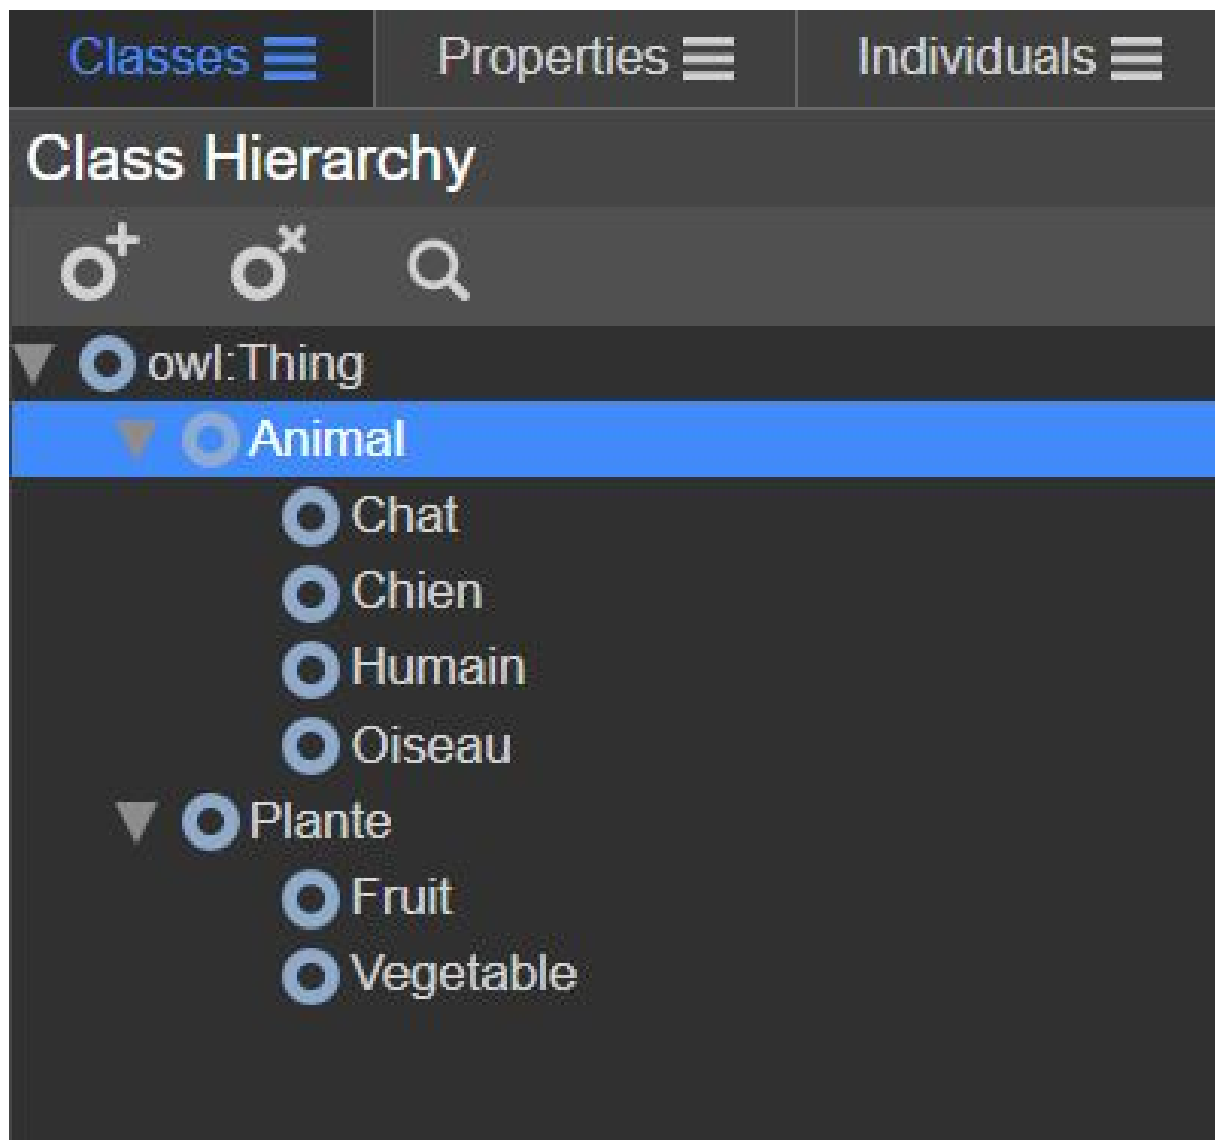 Classes Properties Individuals
Class Hierarchy
owl:Thing
Animal
Chat
Chien
Humain
Oiseau
Plante
Fruit
Vegetable